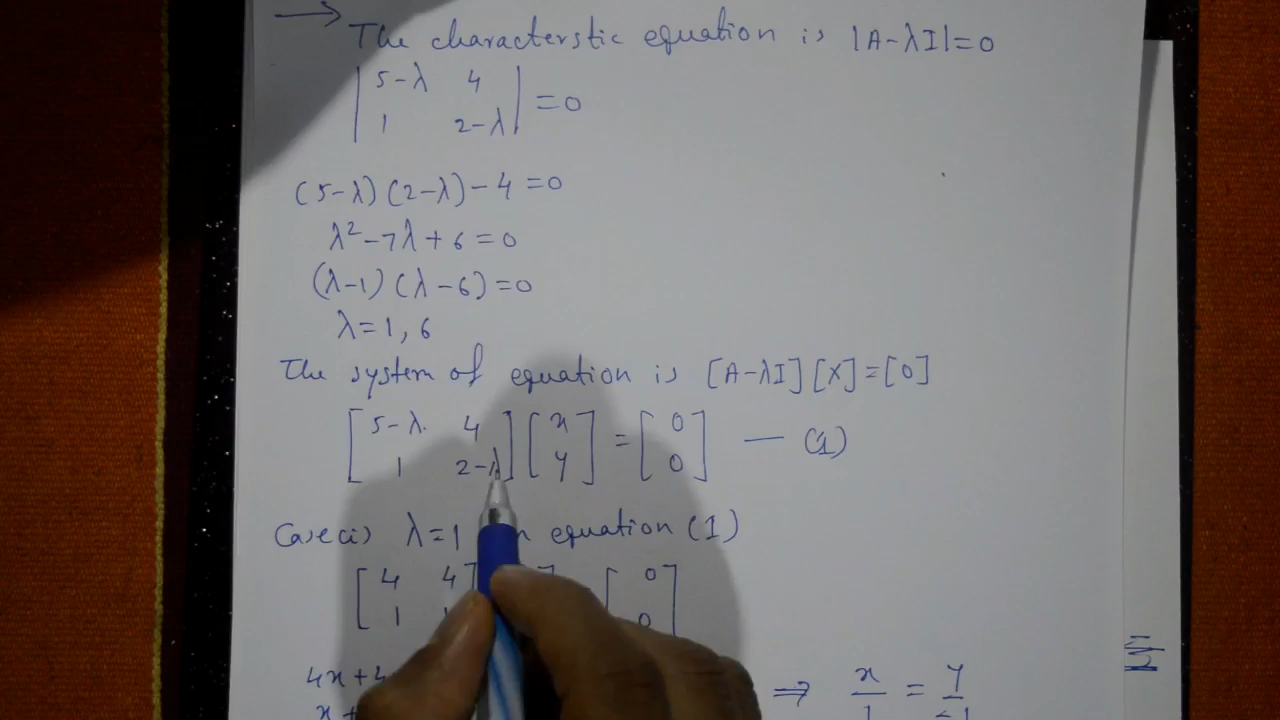 → The characterstic equation is |A-λI|=0
| 5-λ 4 |
| 1 2-λ | =0
(5-λ)(2-λ)-4=0
λ²-7λ+6=0
(λ-1)(λ-6)=0
λ=1,6
The system of equation is [A-λI][X]=[0]
[ 5-λ. 4 ] [ x ] = [ 0 ] — (1)
[ 1 2-λ ] [ y ] [ 0 ]
Case(i) λ=1 equation (1)
[ 4 4 ] [ 0 ]
[ 1 [ 0 ]
4x+4 ⇒ x/1 = y/-1
x+